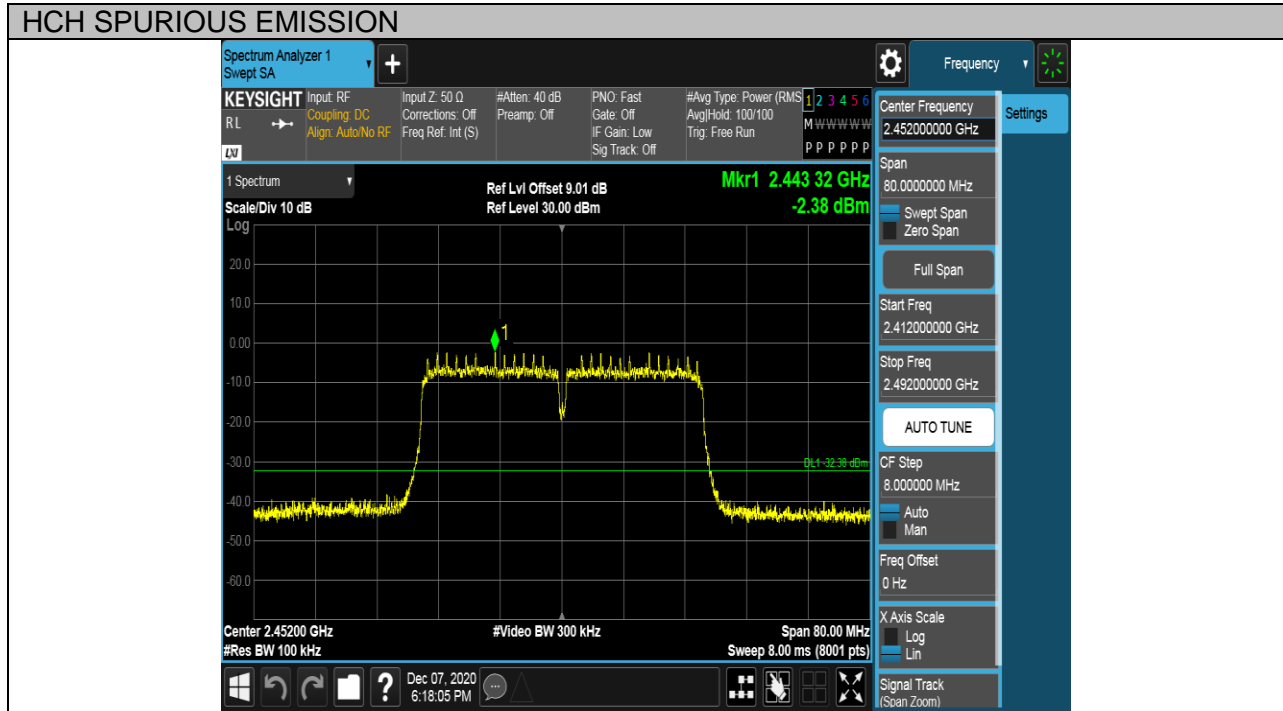 HCH SPURIOUS EMISSION
Spectrum Analyzer 1
Swept SA
+
Frequency
KEYSIGHT
RL
LXI
Input: RF
Coupling: DC
Align: Auto/No RF
Input Z: 50 Ω
Corrections: Off
Freq Ref: Int (S)
#Atten: 40 dB
Preamp: Off
PNO: Fast
Gate: Off
IF Gain: Low
Sig Track: Off
#Avg Type: Power (RMS
Avg|Hold: 100/100
Trig: Free Run
1 2 3 4 5 6
M W W W W W
P P P P P P
1 Spectrum
Scale/Div 10 dB
Log
Ref Lvl Offset 9.01 dB
Ref Level 30.00 dBm
Mkr1 2.443 32 GHz
-2.38 dBm
20.0
10.0
0.00
-10.0
-20.0
-30.0
-40.0
-50.0
-60.0
1
DL1 -32.38 dBm
Center 2.45200 GHz
#Res BW 100 kHz
#Video BW 300 kHz
Span 80.00 MHz
Sweep 8.00 ms (8001 pts)
Center Frequency
2.452000000 GHz
Settings
Span
80.0000000 MHz
Swept Span
Zero Span
Full Span
Start Freq
2.412000000 GHz
Stop Freq
2.492000000 GHz
AUTO TUNE
CF Step
8.000000 MHz
Auto
Man
Freq Offset
0 Hz
X Axis Scale
Log
Lin
Signal Track
(Span Zoom)
?
Dec 07, 2020
6:18:05 PM